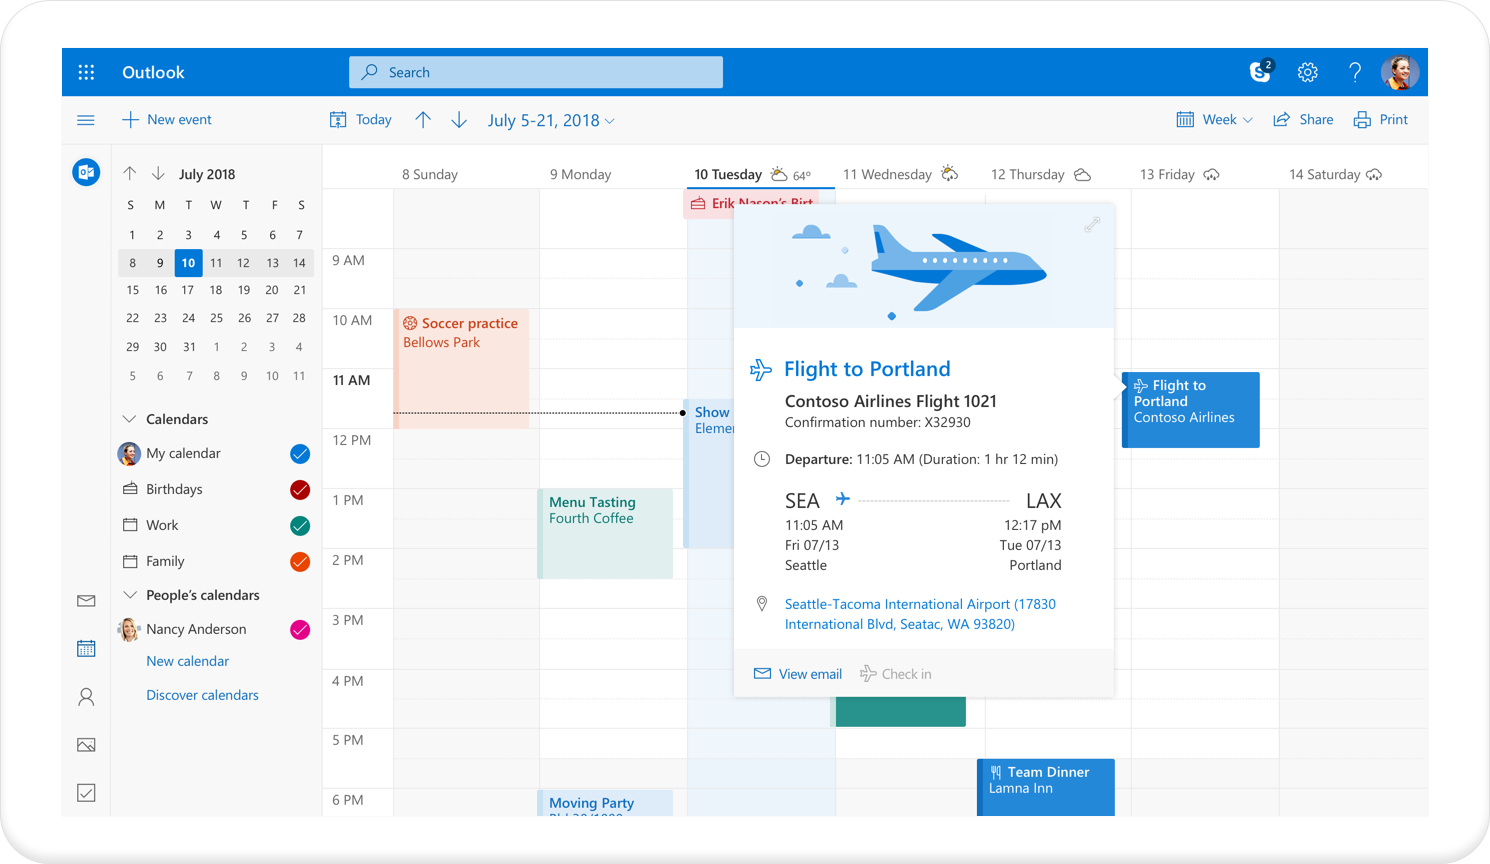 Outlook
Search
2
New event
Today
July 5-21, 2018
Week
Share
Print
July 2018
S M T W T F S
1 2 3 4 5 6 7
8 9 10 11 12 13 14
15 16 17 18 19 20 21
22 23 24 25 26 27 28
29 30 31 1 2 3 4
5 6 7 8 9 10 11
Calendars
My calendar
Birthdays
Work
Family
People's calendars
Nancy Anderson
New calendar
Discover calendars
8 Sunday
9 Monday
10 Tuesday 64°
11 Wednesday
12 Thursday
13 Friday
14 Saturday
9 AM
10 AM
11 AM
12 PM
1 PM
2 PM
3 PM
4 PM
5 PM
6 PM
Soccer practice
Bellows Park
Menu Tasting
Fourth Coffee
Moving Party
Erik Nason's Birt
Show
Elemen
Flight to Portland
Contoso Airlines Flight 1021
Confirmation number: X32930
Departure: 11:05 AM (Duration: 1 hr 12 min)
SEA LAX
11:05 AM 12:17 pM
Fri 07/13 Tue 07/13
Seattle Portland
Seattle-Tacoma International Airport (17830
International Blvd, Seatac, WA 93820)
View email
Check in
Team Dinner
Lamna Inn
Flight to
Portland
Contoso Airlines